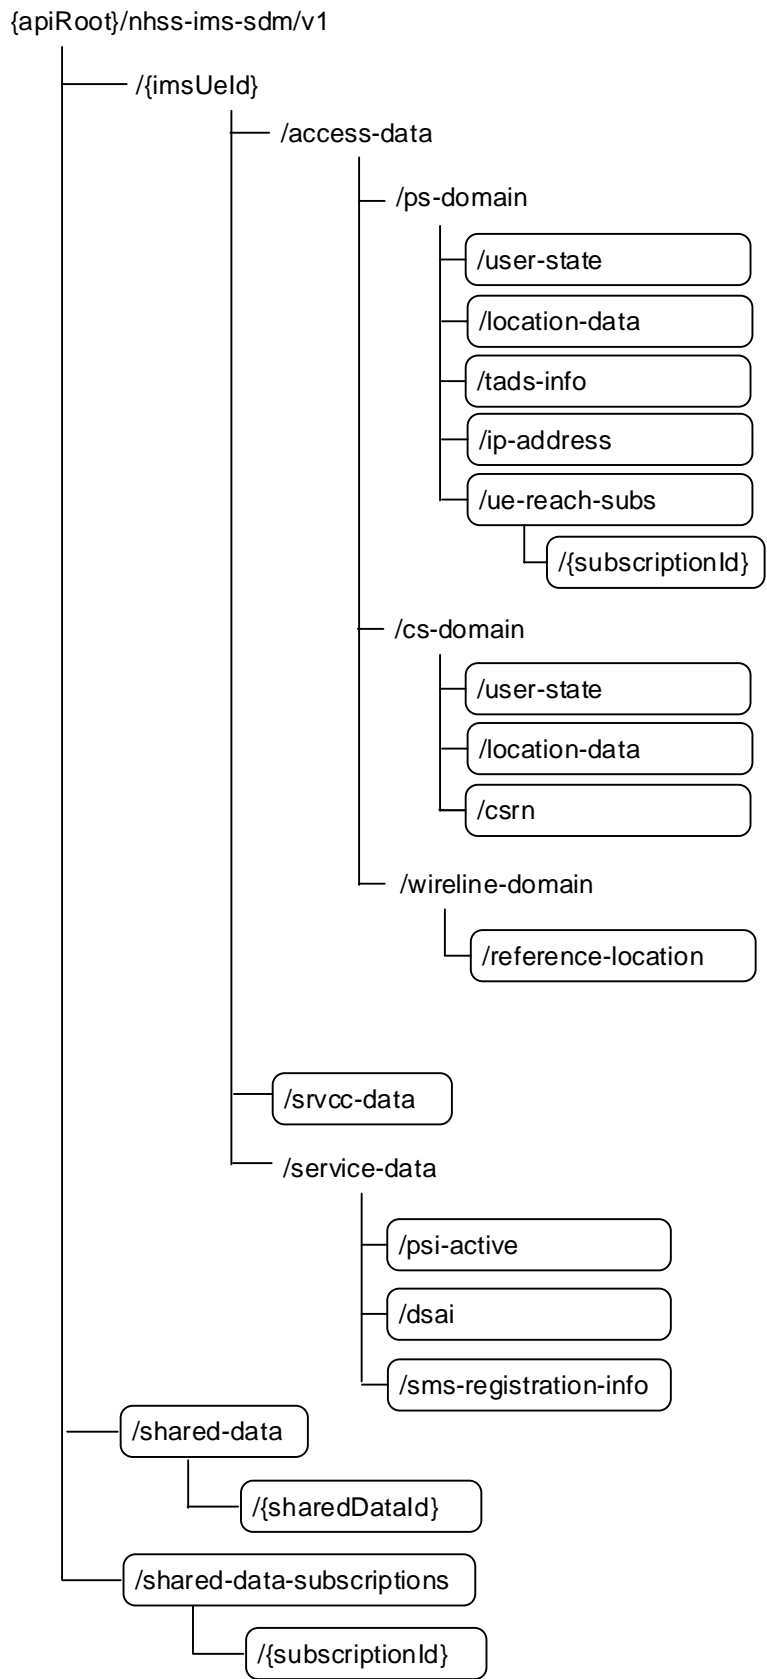 {apiRoot}/nhss-ims-sdm/v1
/{imsUeId}
/access-data
/ps-domain
/user-state
/location-data
/tads-info
/ip-address
/ue-reach-subs
/{subscriptionId}
/cs-domain
/user-state
/location-data
/csrn
/wireline-domain
/reference-location
/srvcc-data
/service-data
/psi-active
/dsai
/sms-registration-info
/shared-data
/{sharedDataId}
/shared-data-subscriptions
/{subscriptionId}